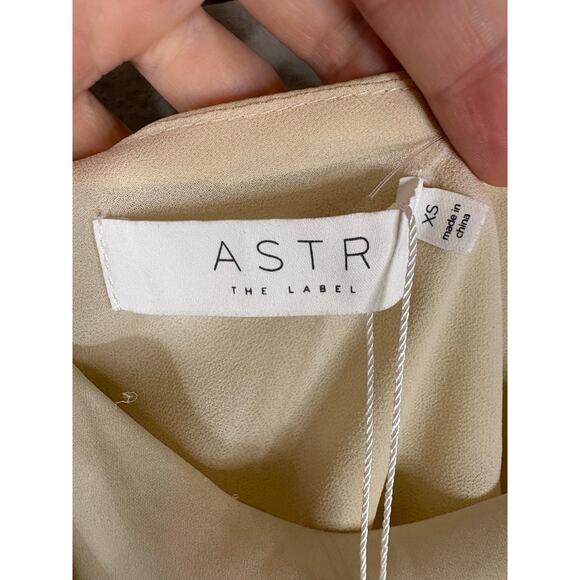 ASTR
THE LABEL
XS
made in
china